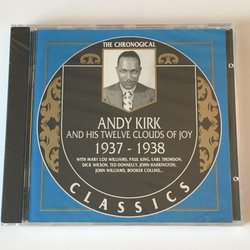 THE CHRONOGICAL
ANDY KIRK
AND HIS TWELVE CLOUDS OF JOY
1937 - 1938
WITH MARY LOU WILLIAMS, PAUL KING, EARL THOMSON,
DICK WILSON, TED DONNELLY, JOHN HARRINGTON,
JOHN WILLIAMS, BOOKER COLLINS...
CLASSICS